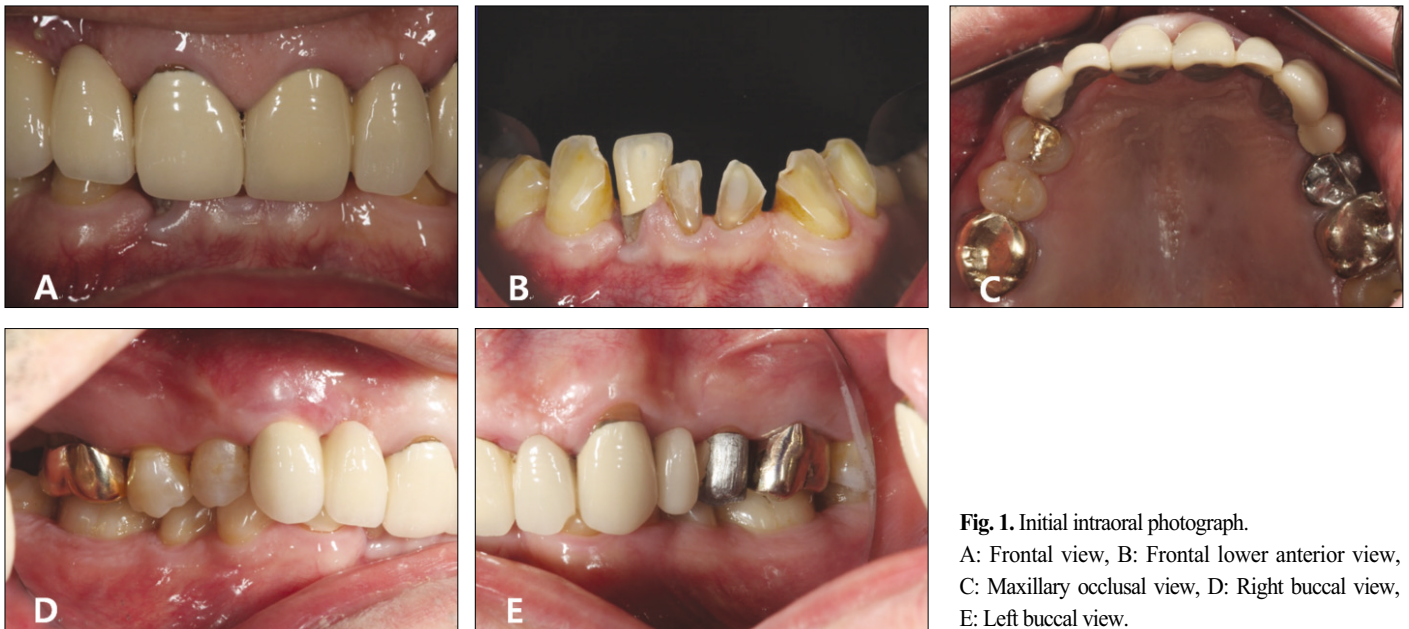 A
B
C
D
E
Fig. 1. Initial intraoral photograph.
A: Frontal view, B: Frontal lower anterior view,
C: Maxillary occlusal view, D: Right buccal view,
E: Left buccal view.